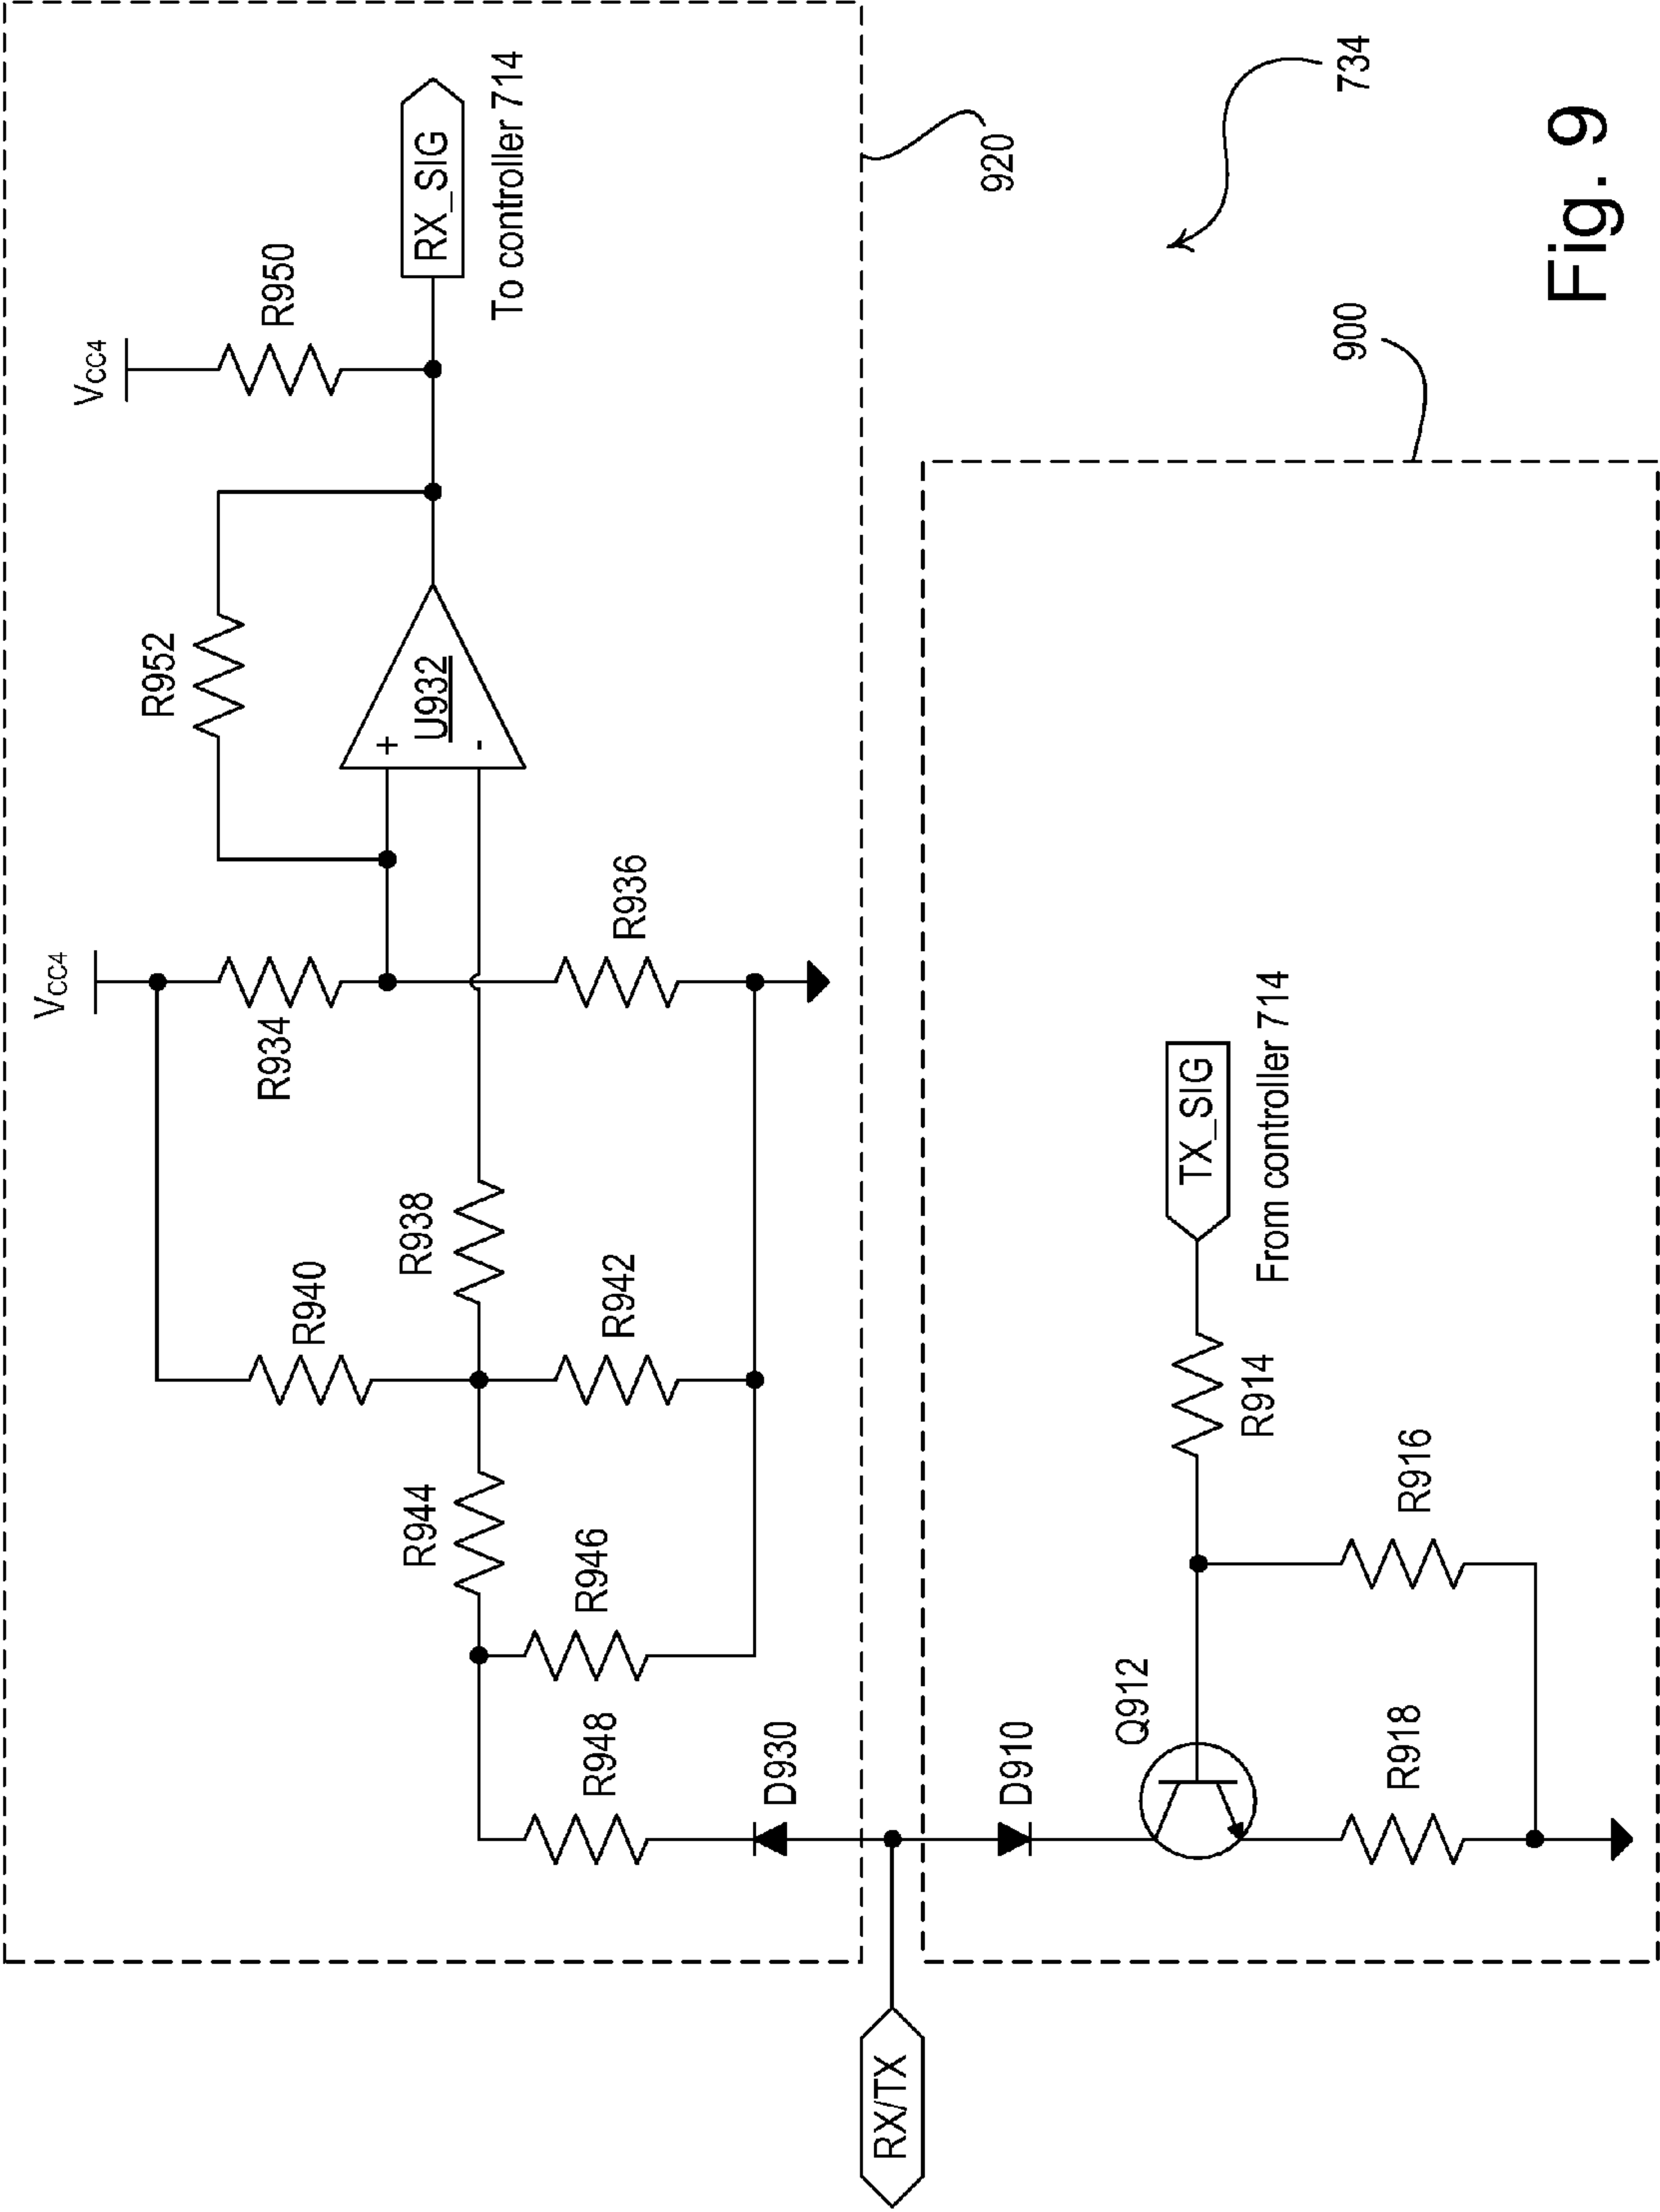 VCC4
VCC4
R952
R950
R934
R940
U932
+
-
RX_SIG
To controller 714
R938
R944
R936
R942
R946
R948
D930
920
RX/TX
D910
Q912
TX_SIG
From controller 714
R914
R916
R918
900
734
Fig. 9